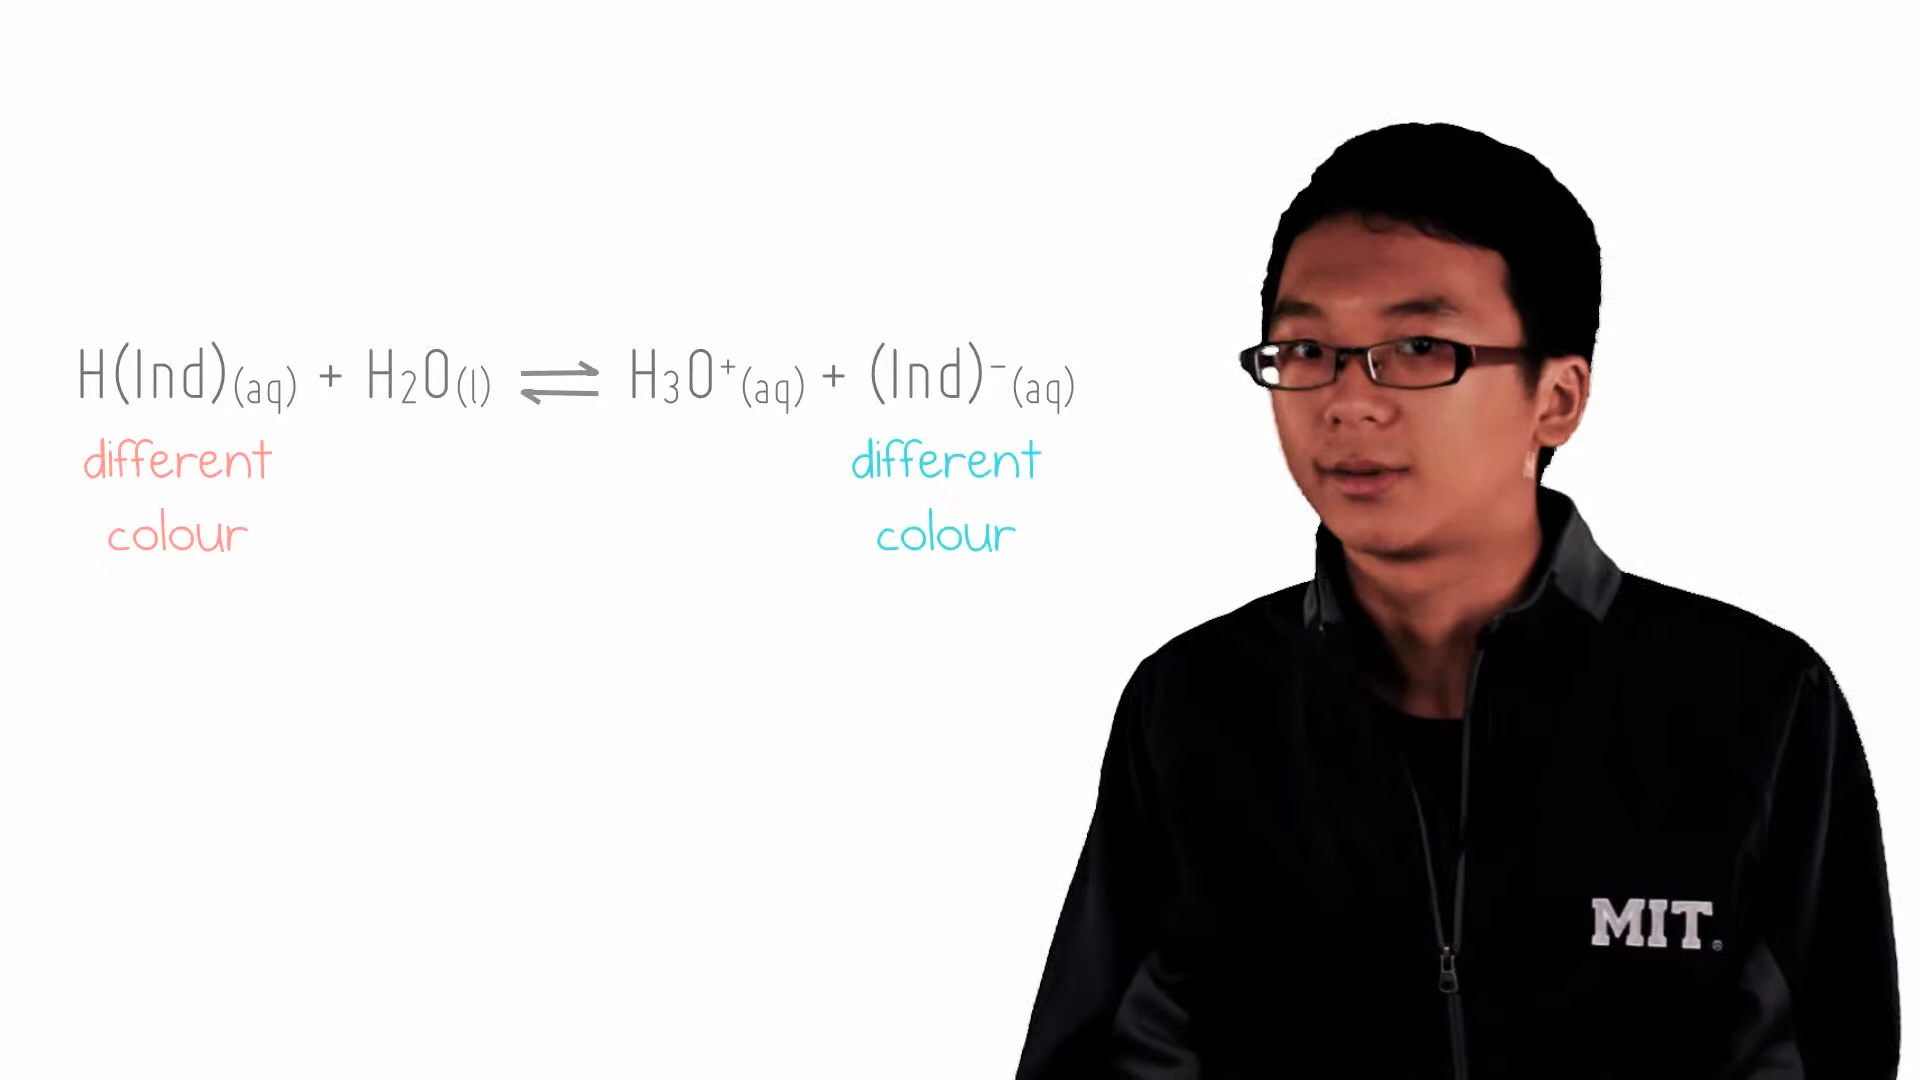 H(Ind)(aq) + H2O(l) ⇌ H3O+(aq) + (Ind)−(aq)
different different
colour colour
MIT®